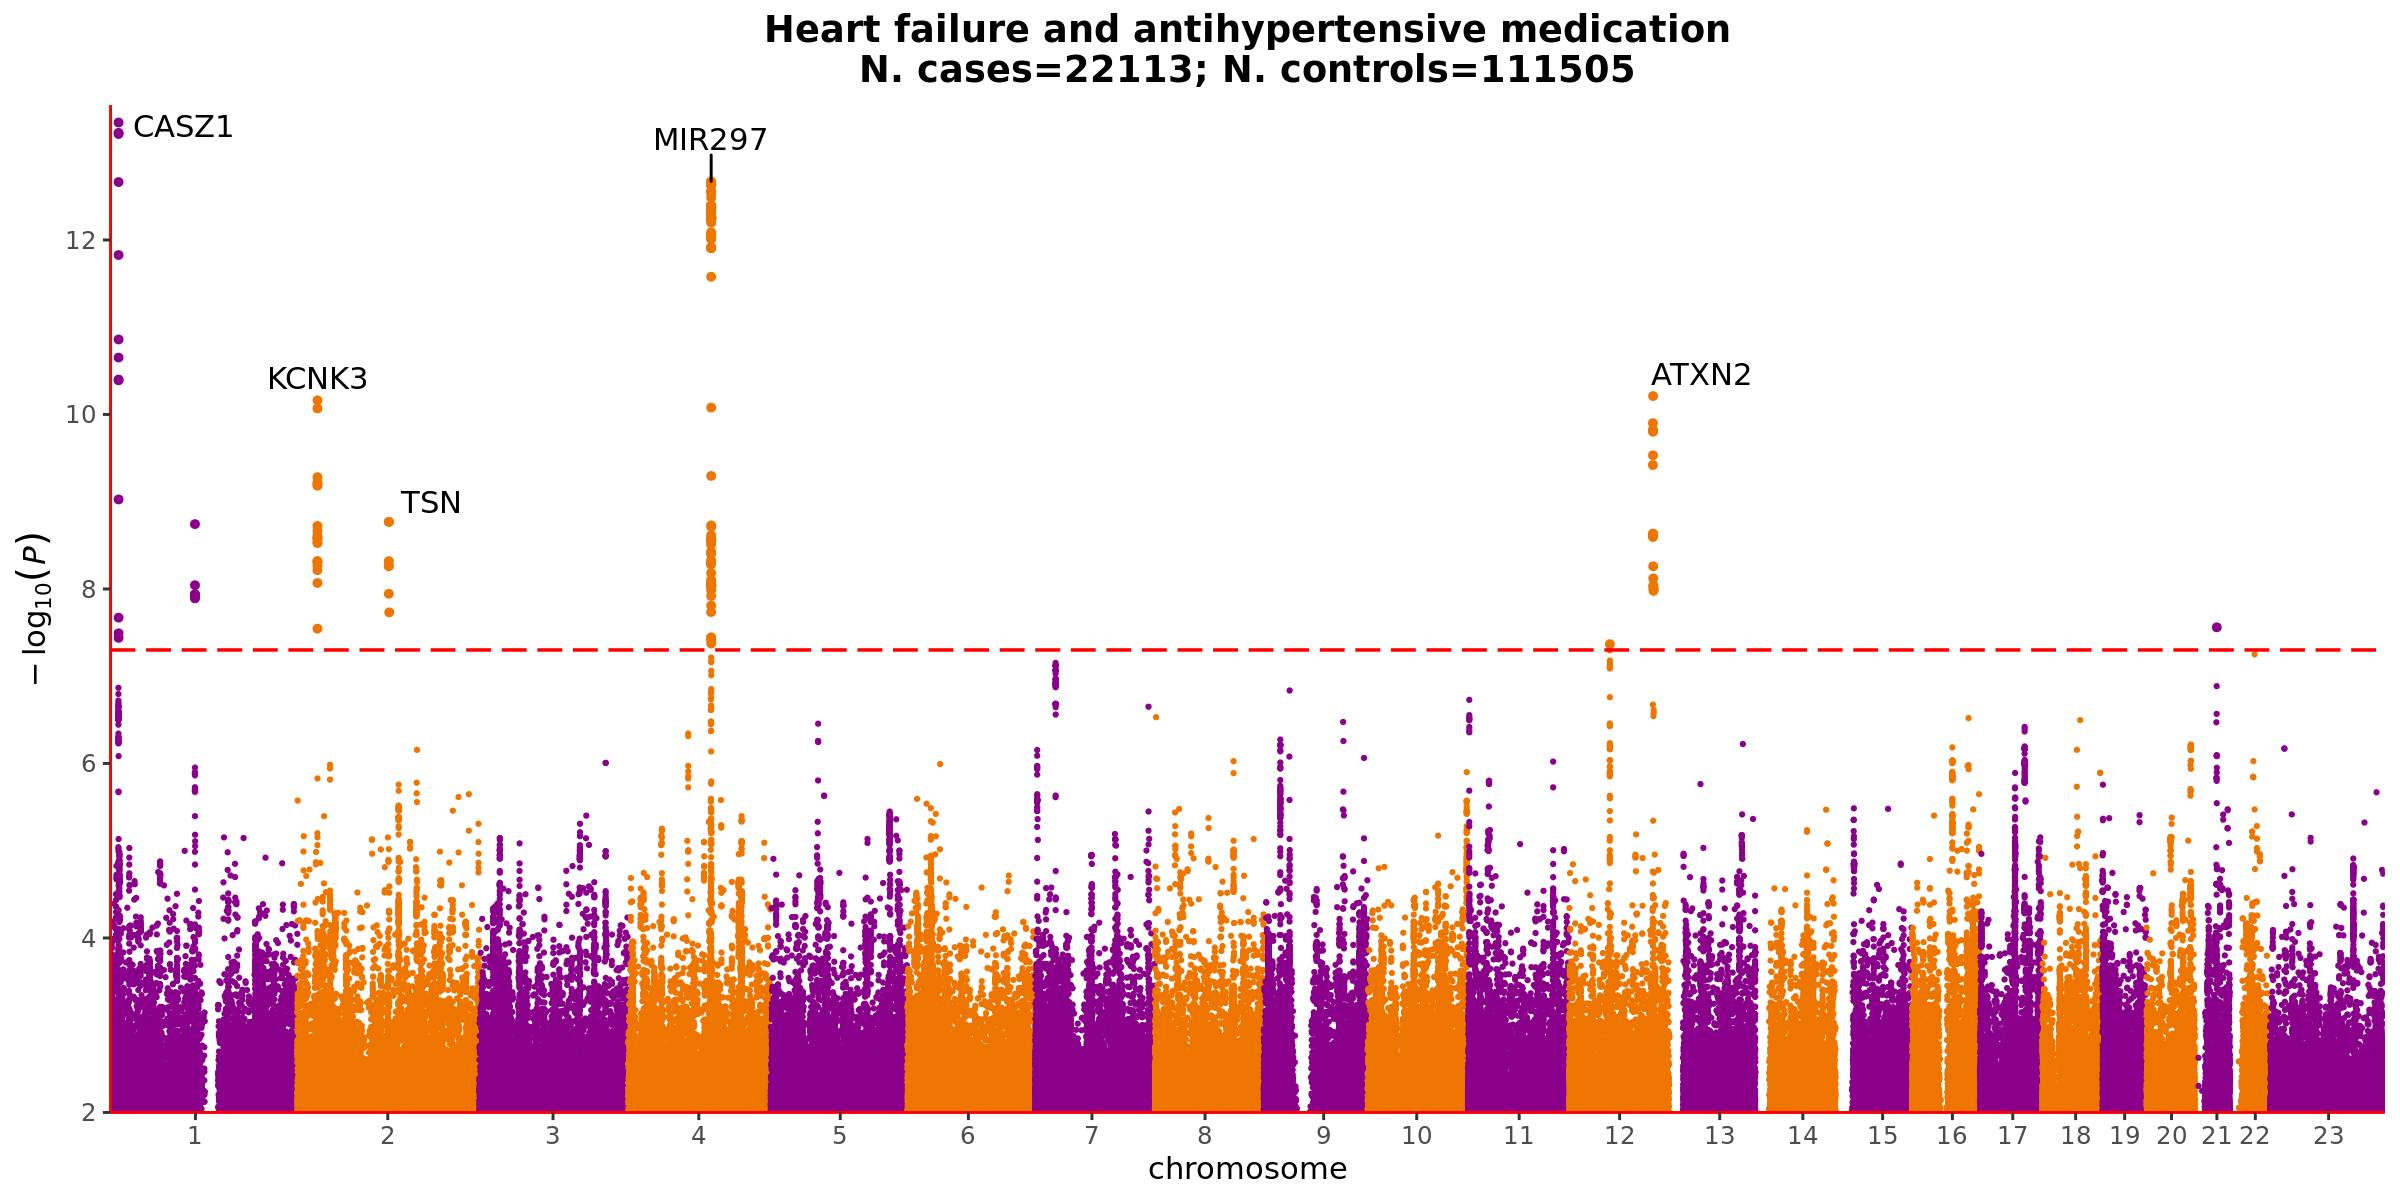 Heart failure and antihypertensive medication
N. cases=22113; N. controls=111505
CASZ1
MIR297
KCNK3
ATXN2
TSN
−log₁₀(P)
12
10
8
6
4
2
1 2 3 4 5 6 7 8 9 10 11 12 13 14 15 16 17 18 19 20 21 22 23
chromosome